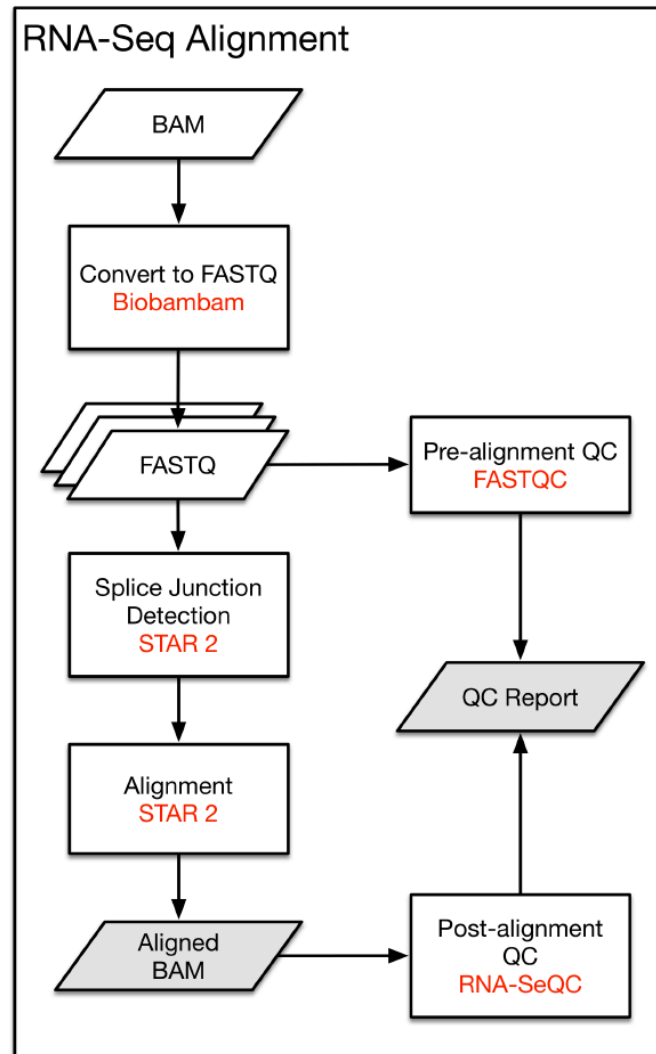 RNA-Seq Alignment
BAM
Convert to FASTQ
Biobambam
FASTQ
Pre-alignment QC
FASTQC
Splice Junction
Detection
STAR 2
QC Report
Alignment
STAR 2
Aligned
BAM
Post-alignment
QC
RNA-SeQC